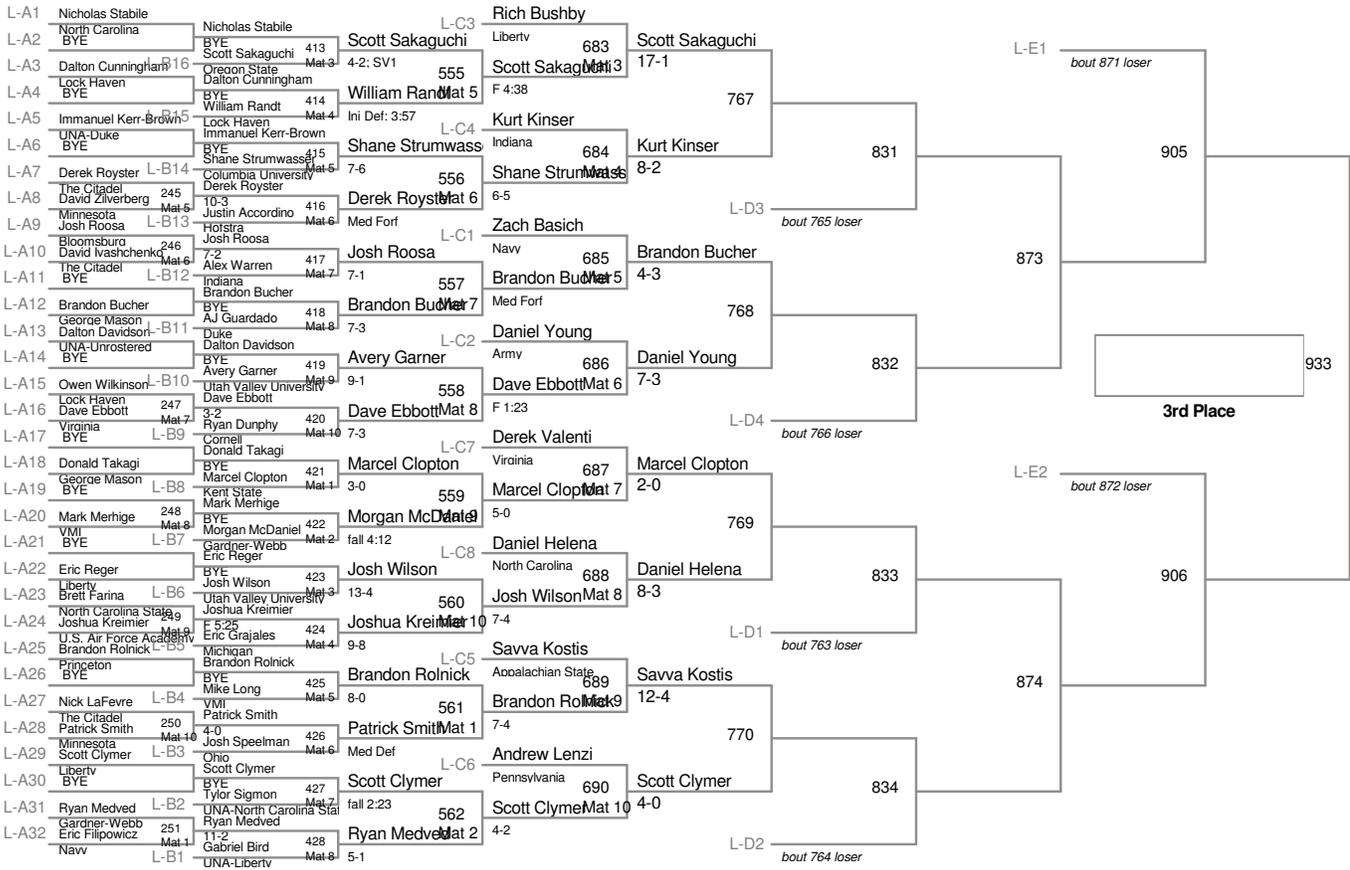 L-A1
Nicholas Stabile
North Carolina
L-A2
BYE
L-A3
Dalton Cunningham
Lock Haven
L-A4
BYE
L-A5
Immanuel Kerr-Brown
UNA-Duke
L-A6
BYE
L-A7
Derek Royster
The Citadel
L-A8
David Zilverberg
Minnesota
245
Mat 5
L-A9
Josh Roosa
Bloomsburg
L-A10
David Ivashchenko
The Citadel
246
Mat 6
L-A11
BYE
L-A12
Brandon Bucher
George Mason
L-A13
Dalton Davidson
UNA-Unrostered
L-A14
BYE
L-A15
Owen Wilkinson
Lock Haven
L-A16
Dave Ebbott
Virginia
247
Mat 7
L-A17
BYE
L-A18
Donald Takagi
George Mason
L-A19
BYE
L-A20
Mark Merhige
VMI
248
Mat 8
L-A21
BYE
L-A22
Eric Reger
Liberty
L-A23
Brett Farina
North Carolina State
L-A24
Joshua Kreimier
U.S. Air Force Academy
249
Mat 9
L-A25
Brandon Rolnick
Princeton
L-A26
BYE
L-A27
Nick LaFevre
The Citadel
L-A28
Patrick Smith
Minnesota
250
Mat 10
L-A29
Scott Clymer
Liberty
L-A30
BYE
L-A31
Ryan Medved
Gardner-Webb
L-A32
Eric Filipowicz
Navy
251
Mat 1
Nicholas Stabile
BYE
L-B16
Scott Sakaguchi
Oregon State
413
Mat 3
Dalton Cunningham
BYE
L-B15
William Randt
Lock Haven
414
Mat 4
Immanuel Kerr-Brown
BYE
L-B14
Shane Strumwasser
Columbia University
415
Mat 5
Derek Royster
10-3
L-B13
Justin Accordino
Hofstra
416
Mat 6
Josh Roosa
7-2
L-B12
Alex Warren
Indiana
417
Mat 7
Brandon Bucher
BYE
L-B11
AJ Guardado
Duke
418
Mat 8
Dalton Davidson
BYE
L-B10
Avery Garner
Utah Valley University
419
Mat 9
Dave Ebbott
3-2
L-B9
Ryan Dunphy
Cornell
420
Mat 10
Donald Takagi
BYE
L-B8
Marcel Clopton
Kent State
421
Mat 1
Mark Merhige
BYE
L-B7
Morgan McDaniel
Gardner-Webb
422
Mat 2
Eric Reger
BYE
L-B6
Josh Wilson
Utah Valley University
423
Mat 3
Joshua Kreimier
F 5:25
L-B5
Eric Grajales
Michigan
424
Mat 4
Brandon Rolnick
BYE
L-B4
Mike Long
VMI
425
Mat 5
Patrick Smith
4-0
L-B3
Josh Speelman
Ohio
426
Mat 6
Scott Clymer
BYE
L-B2
Tylor Sigmon
UNA-North Carolina Stat
427
Mat 7
Ryan Medved
11-2
L-B1
Gabriel Bird
UNA-Liberty
428
Mat 8
Scott Sakaguchi
4-2; SV1
William Randt
Ini Def: 3:57
555
Mat 5
Shane Strumwasse
7-6
Derek Royster
Med Forf
556
Mat 6
Josh Roosa
7-1
Brandon Bucher
7-3
557
Mat 7
Avery Garner
9-1
Dave Ebbott
7-3
558
Mat 8
Marcel Clopton
3-0
Morgan McDaniel
fall 4:12
559
Mat 9
Josh Wilson
13-4
Joshua Kreimier
9-8
560
Mat 10
Brandon Rolnick
8-0
Patrick Smith
Med Def
561
Mat 1
Scott Clymer
fall 2:23
Ryan Medved
5-1
562
Mat 2
L-C3
Rich Bushby
Liberty
Scott Sakaguchi
F 4:38
683
Mat 3
L-C4
Kurt Kinser
Indiana
Shane Strumwass
6-5
684
Mat 4
L-C1
Zach Basich
Navy
Brandon Bucher
Med Forf
685
Mat 5
L-C2
Daniel Young
Army
Dave Ebbott
F 1:23
686
Mat 6
L-C7
Derek Valenti
Virginia
Marcel Clopton
5-0
687
Mat 7
L-C8
Daniel Helena
North Carolina
Josh Wilson
7-4
688
Mat 8
L-C5
Savva Kostis
Appalachian State
Brandon Rolnick
7-4
689
Mat 9
L-C6
Andrew Lenzi
Pennsylvania
Scott Clymer
4-2
690
Mat 10
Scott Sakaguchi
17-1
767
Kurt Kinser
8-2
L-D3
bout 765 loser
831
Brandon Bucher
4-3
768
Daniel Young
7-3
L-D4
bout 766 loser
832
Marcel Clopton
2-0
769
Daniel Helena
8-3
L-D1
bout 763 loser
833
Savva Kostis
12-4
770
Scott Clymer
4-0
L-D2
bout 764 loser
834
873
874
L-E1
bout 871 loser
905
L-E2
bout 872 loser
906
933
3rd Place